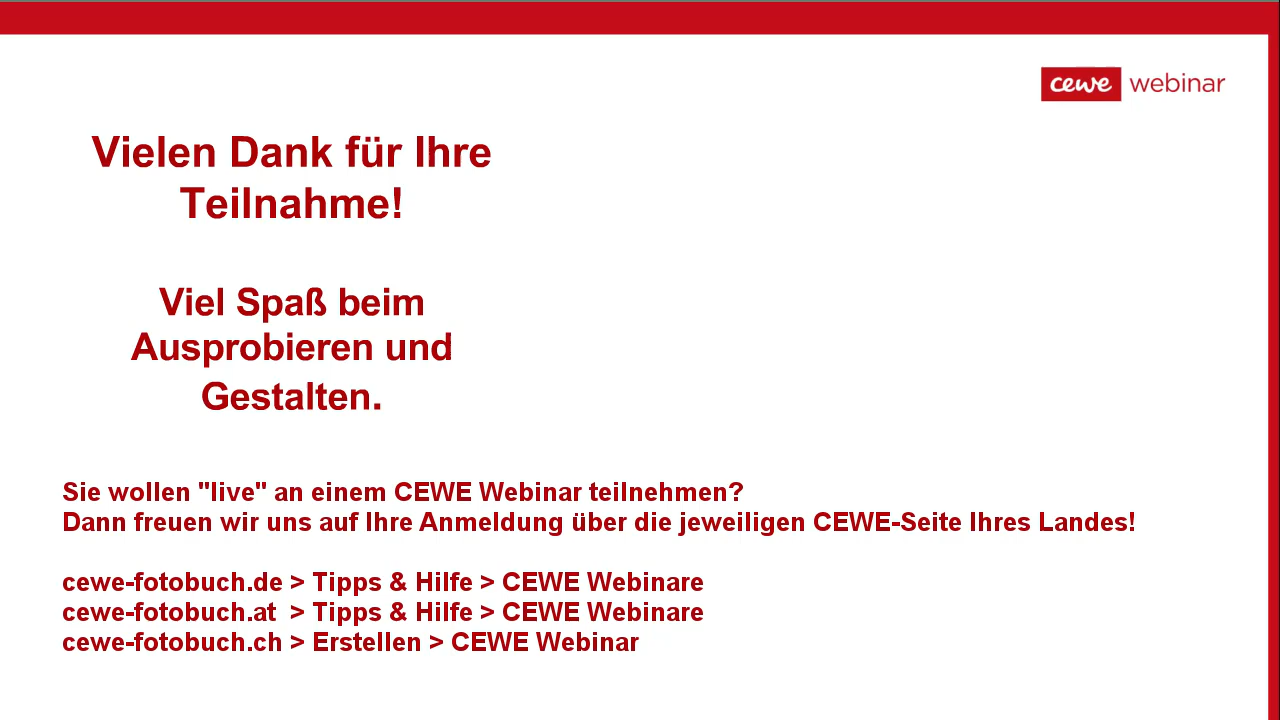 cewe webinar
Vielen Dank für Ihre
Teilnahme!
Viel Spaß beim
Ausprobieren und
Gestalten.
Sie wollen "live" an einem CEWE Webinar teilnehmen?
Dann freuen wir uns auf Ihre Anmeldung über die jeweiligen CEWE-Seite Ihres Landes!
cewe-fotobuch.de > Tipps & Hilfe > CEWE Webinare
cewe-fotobuch.at > Tipps & Hilfe > CEWE Webinare
cewe-fotobuch.ch > Erstellen > CEWE Webinar